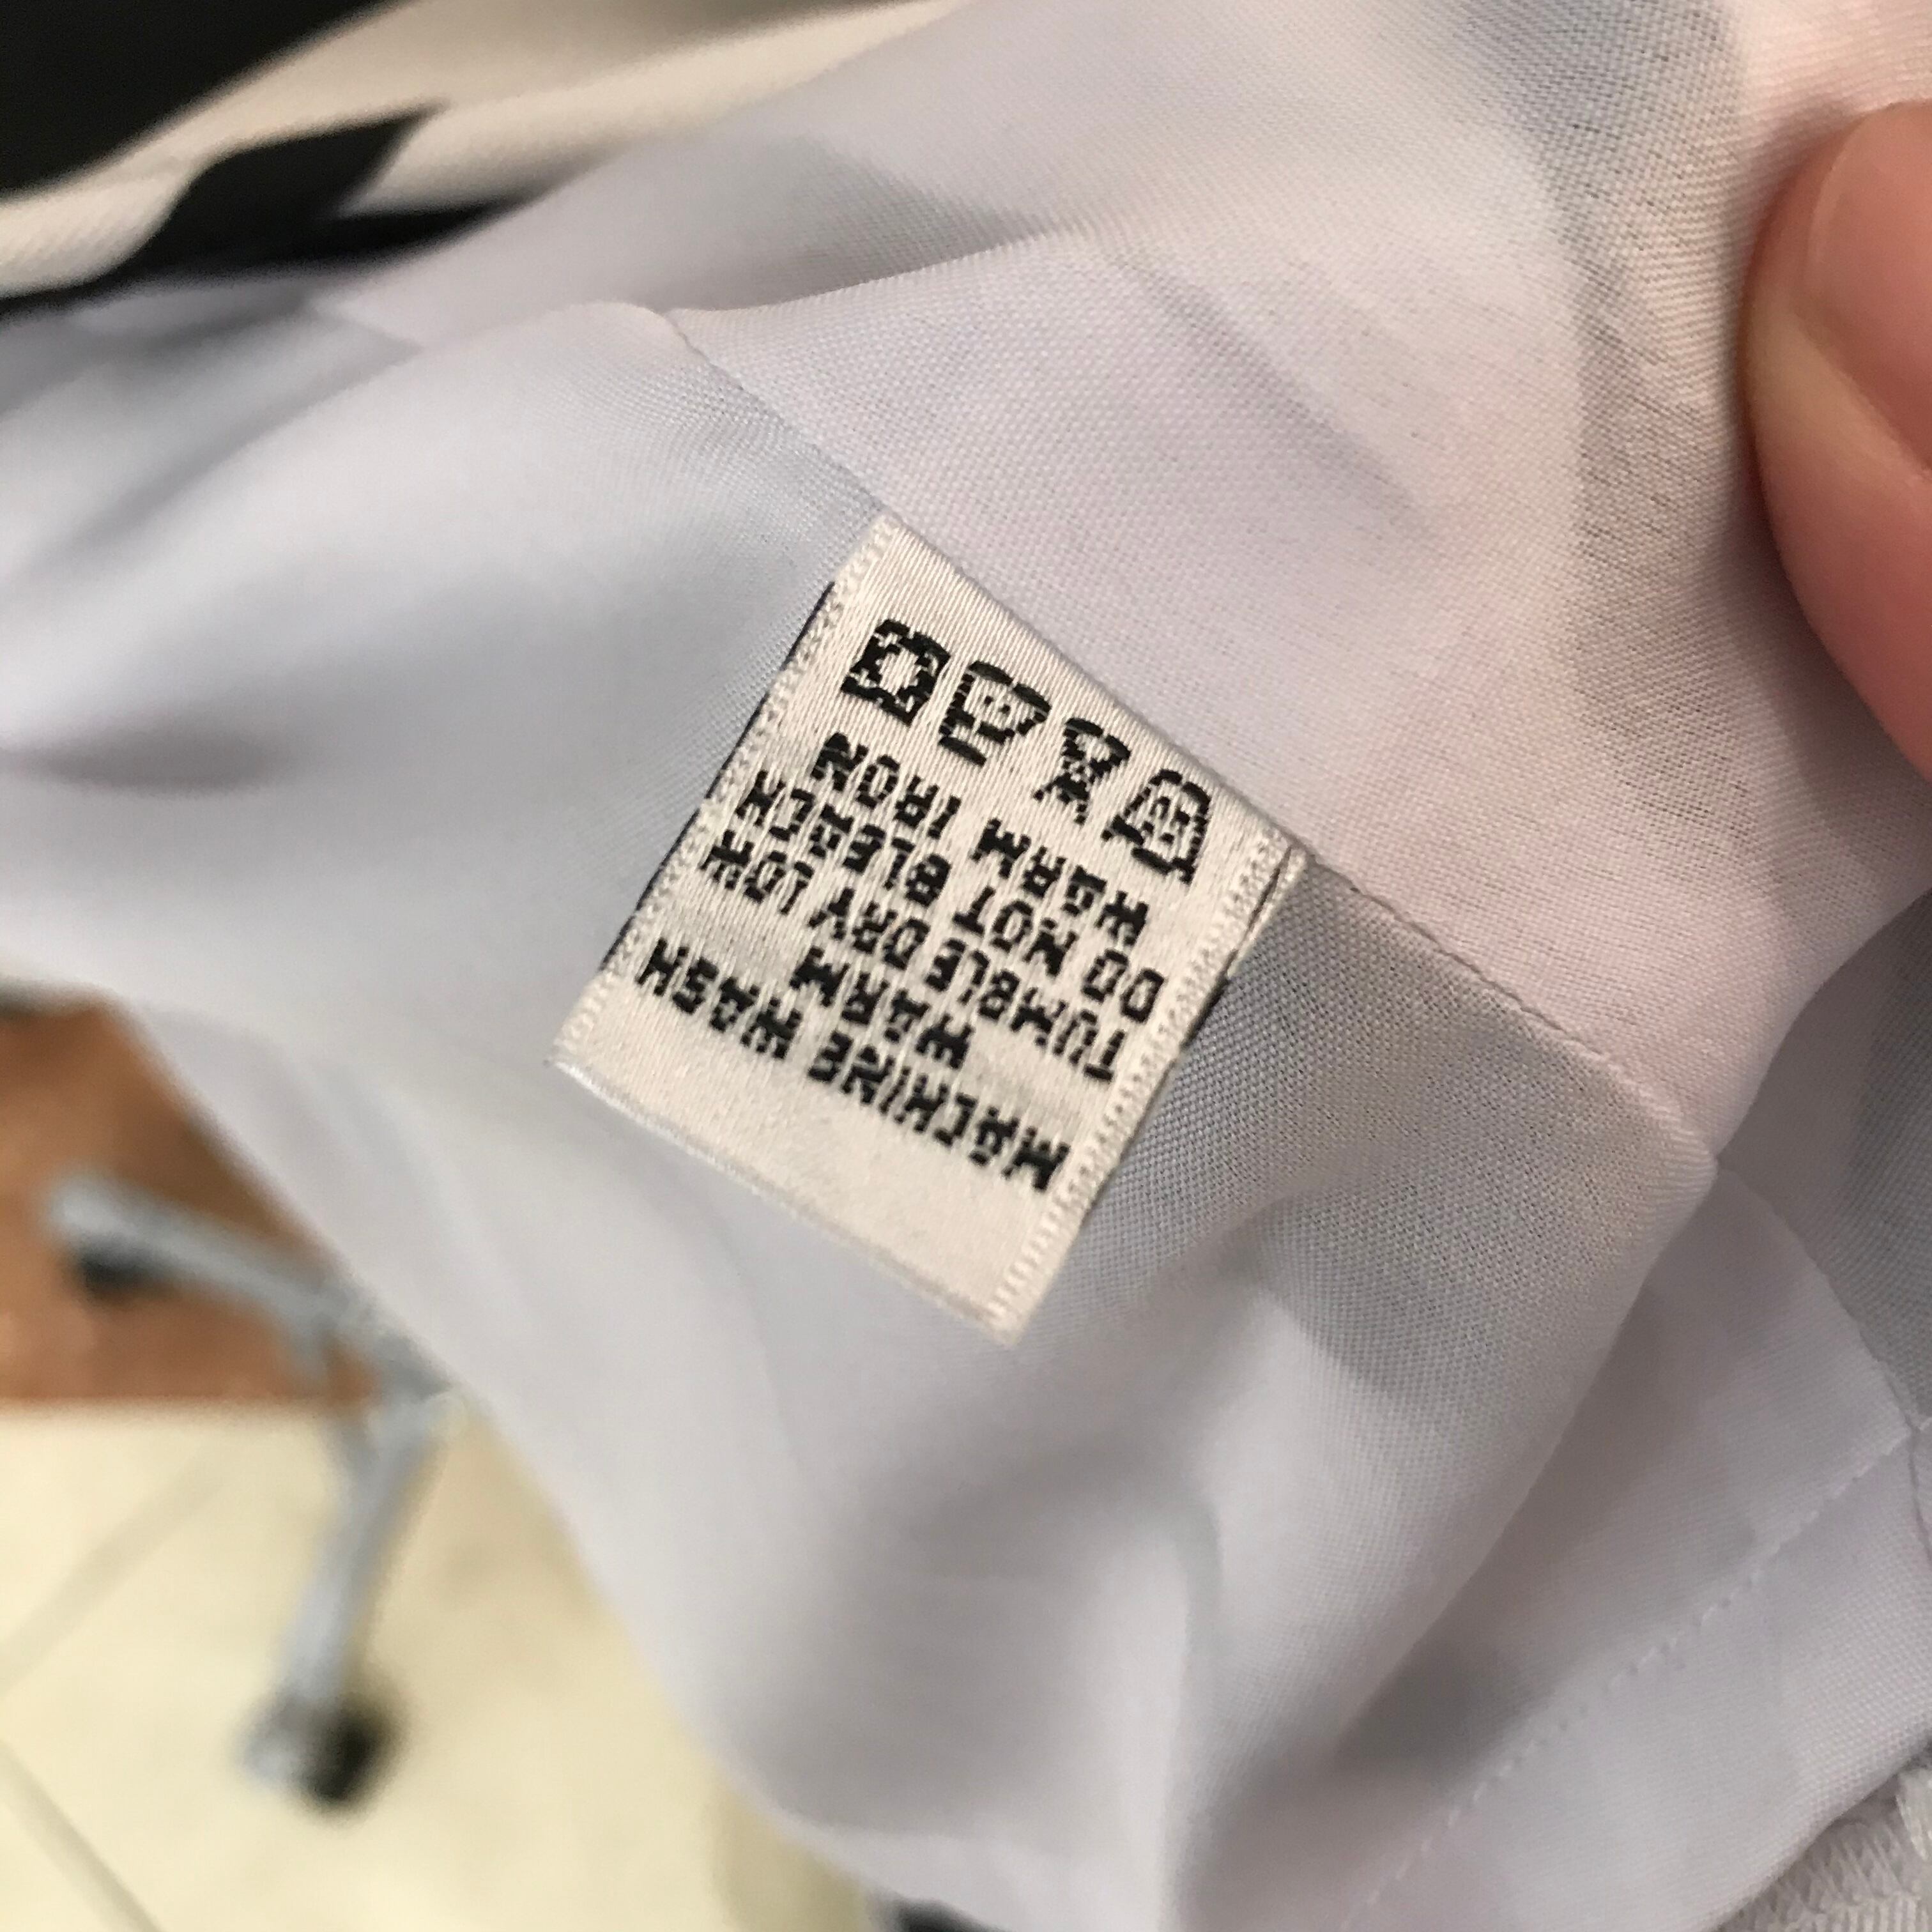 MACHINE WASH
WARM
TUMBLE DRY LOW
DO NOT BLEACH
WARM IRON